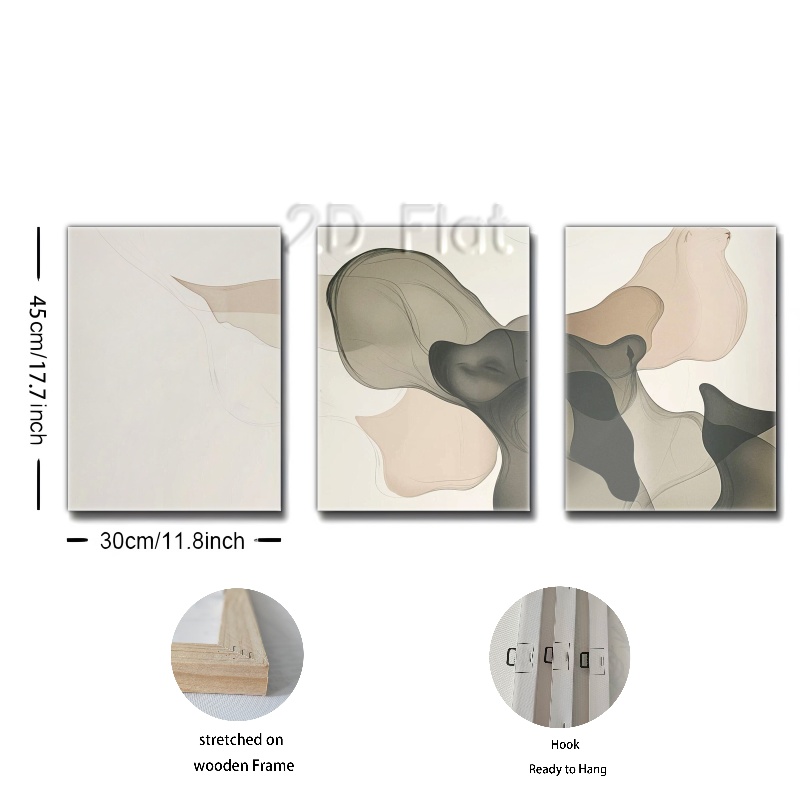 2D Flat
45cm/17.7inch
30cm/11.8inch
stretched on
wooden Frame
Hook
Ready to Hang